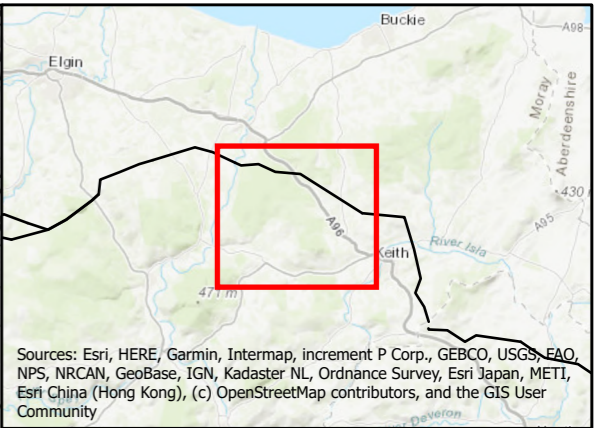 Buckie
A98
Elgin
Moray
Aberdeenshire
430
A95
A96
Keith
River Isla
471 m
Sources: Esri, HERE, Garmin, Intermap, increment P Corp., GEBCO, USGS, FAO,
NPS, NRCAN, GeoBase, IGN, Kadaster NL, Ordnance Survey, Esri Japan, METI,
Esri China (Hong Kong), (c) OpenStreetMap contributors, and the GIS User
Community
Deveron